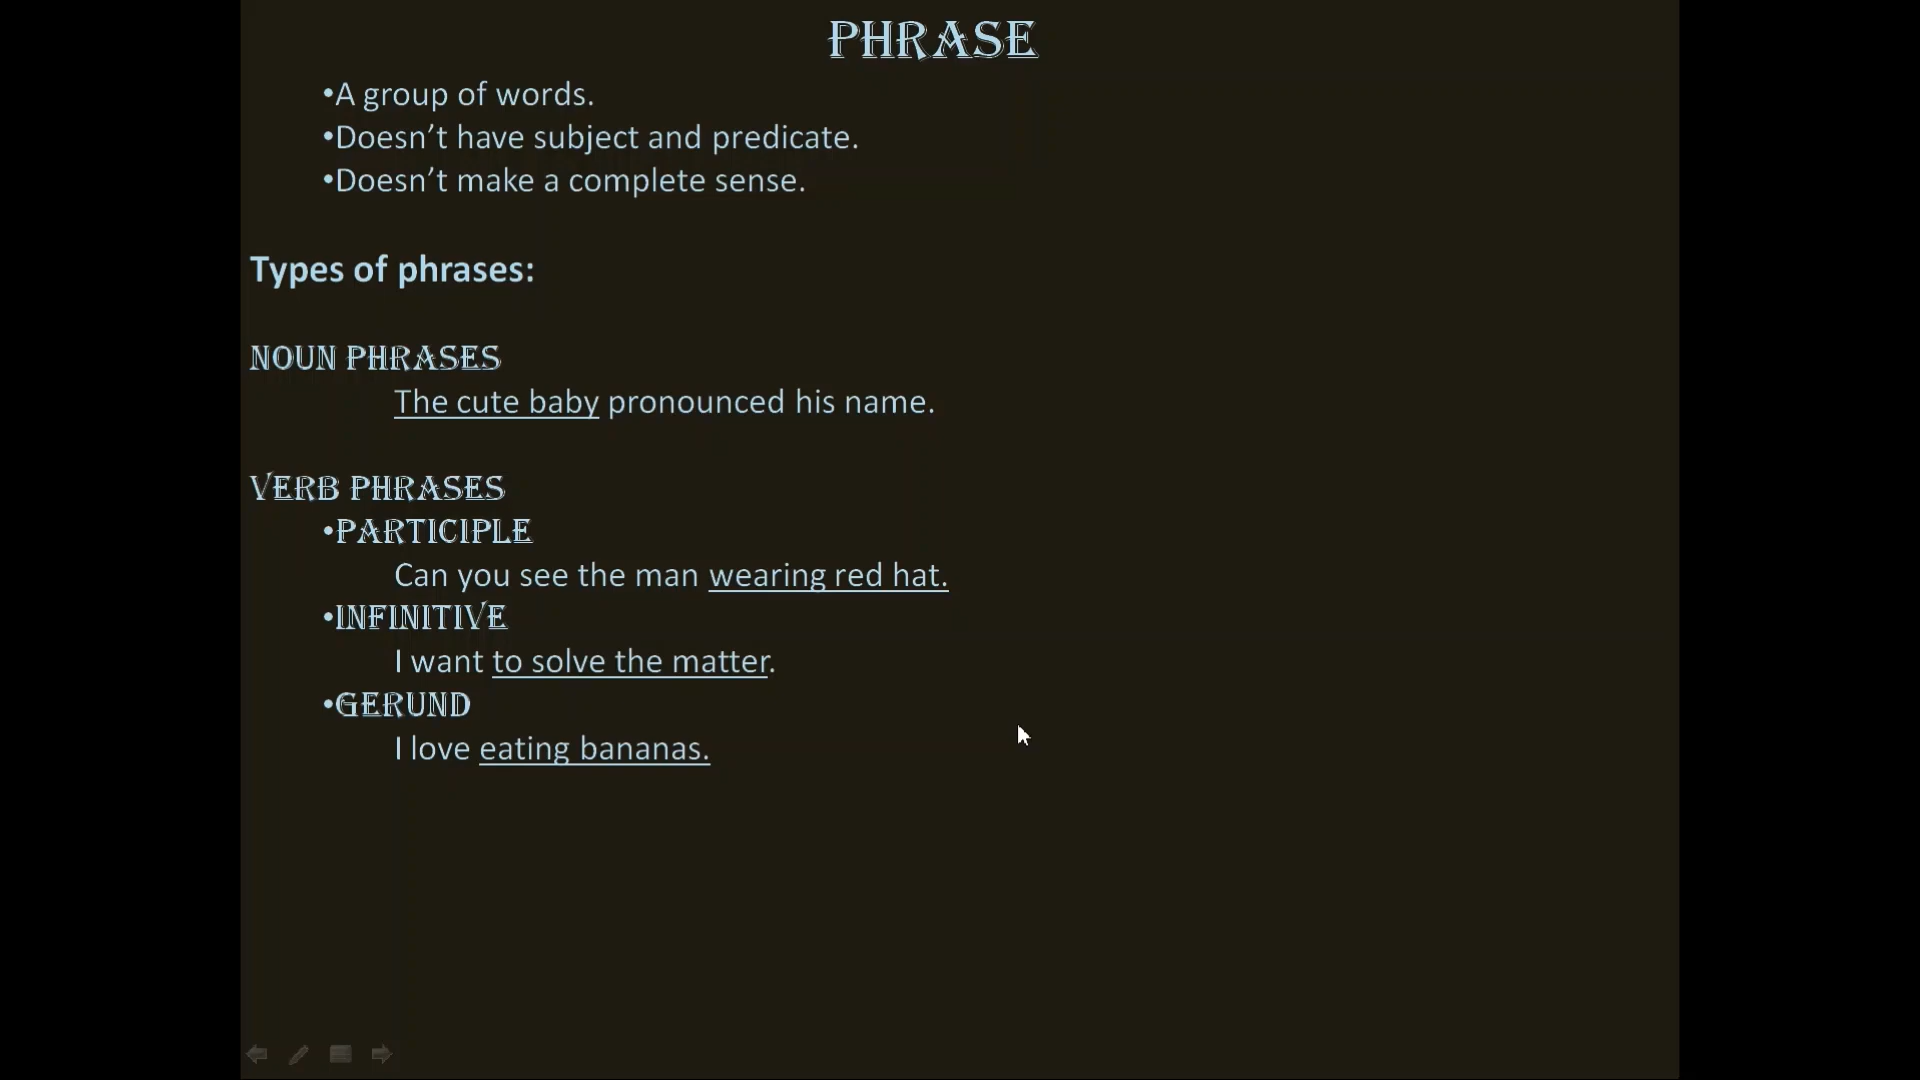 PHRASE
•A group of words.
•Doesn’t have subject and predicate.
•Doesn’t make a complete sense.
Types of phrases:
NOUN PHRASES
The cute baby pronounced his name.
VERB PHRASES
•PARTICIPLE
Can you see the man wearing red hat.
•INFINITIVE
I want to solve the matter.
•GERUND
I love eating bananas.